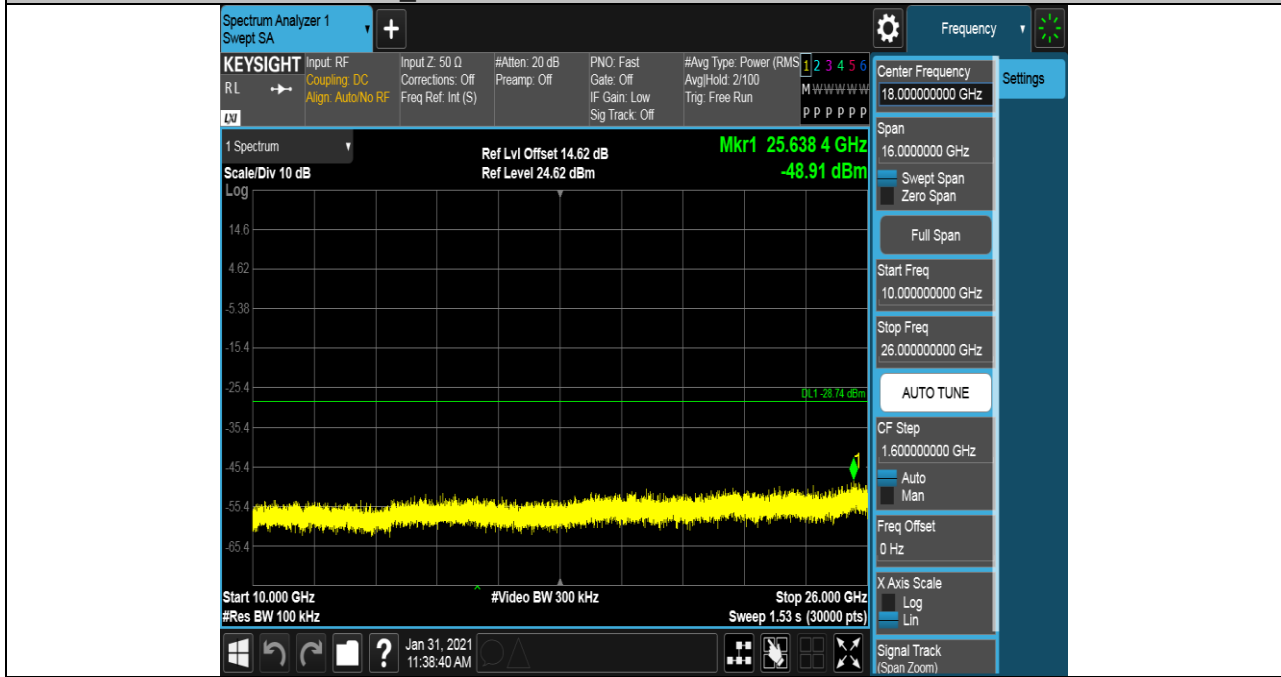 Spectrum Analyzer 1
Swept SA
+
Frequency
KEYSIGHT
RL
LXI
Input: RF
Coupling: DC
Align: Auto/No RF
Input Z: 50 Ω
Corrections: Off
Freq Ref: Int (S)
#Atten: 20 dB
Preamp: Off
PNO: Fast
Gate: Off
IF Gain: Low
Sig Track: Off
#Avg Type: Power (RMS
Avg|Hold: 2/100
Trig: Free Run
1 2 3 4 5 6
M W W W W W
P P P P P P
1 Spectrum
Scale/Div 10 dB
Ref Lvl Offset 14.62 dB
Ref Level 24.62 dBm
Mkr1 25.638 4 GHz
-48.91 dBm
Log
14.6
4.62
-5.38
-15.4
-25.4
-35.4
-45.4
-55.4
-65.4
DL1 -28.74 dBm
1
Start 10.000 GHz
#Res BW 100 kHz
#Video BW 300 kHz
Stop 26.000 GHz
Sweep 1.53 s (30000 pts)
?
Jan 31, 2021
11:38:40 AM
Center Frequency
18.000000000 GHz
Span
16.0000000 GHz
Swept Span
Zero Span
Full Span
Start Freq
10.000000000 GHz
Stop Freq
26.000000000 GHz
AUTO TUNE
CF Step
1.600000000 GHz
Auto
Man
Freq Offset
0 Hz
X Axis Scale
Log
Lin
Signal Track
(Span Zoom)
Settings